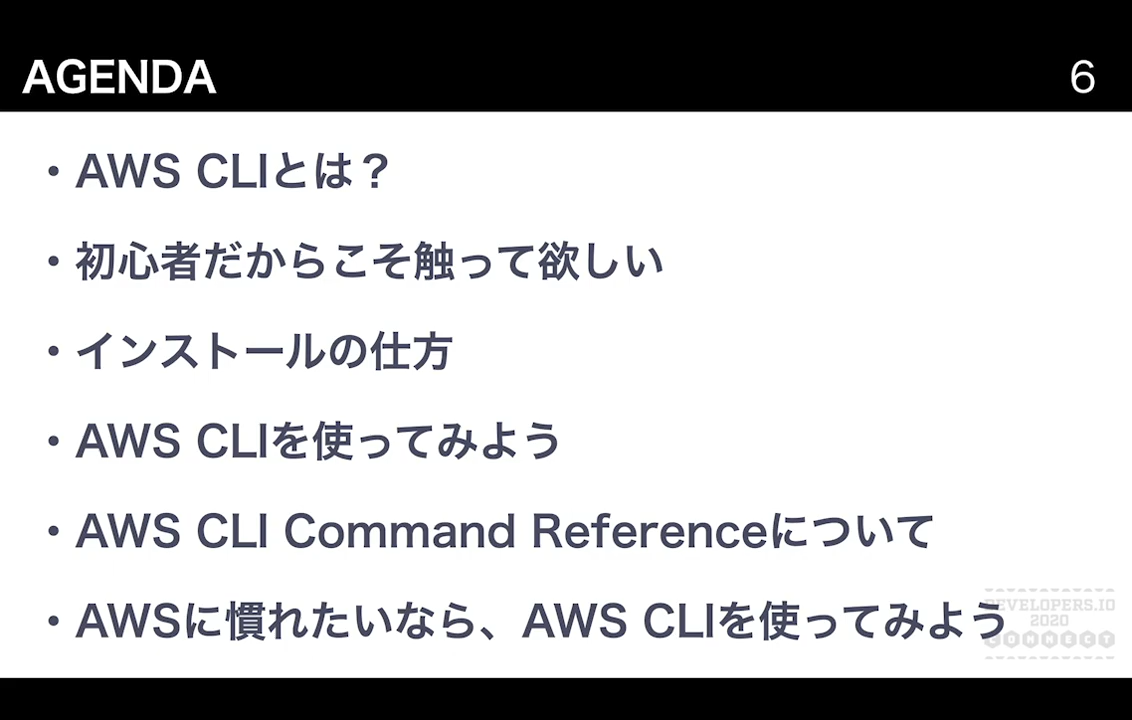 AGENDA
6
・AWS CLIとは？
・初心者だからこそ触って欲しい
・インストールの仕方
・AWS CLIを使ってみよう
・AWS CLI Command Referenceについて
・AWSに慣れたいなら、AWS CLIを使ってみよう
DEVELOPERS.IO
2020
CONNECT